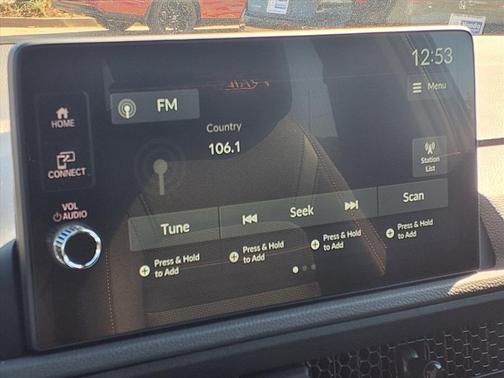 12:53
FM
Menu
HOME
Country
106.1
CONNECT
Station
List
VOL
AUDIO
Tune
Seek
Scan
Press & Hold
to Add
Press & Hold
to Add
Press & Hold
to Add
Press & Hold
to Add